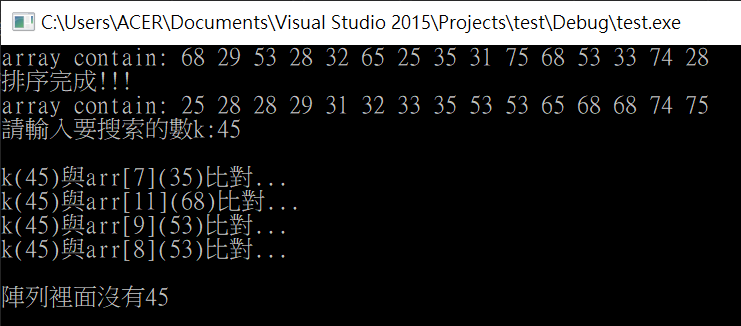 C:\Users\ACER\Documents\Visual Studio 2015\Projects\test\Debug\test.exe
array contain: 68 29 53 28 32 65 25 35 31 75 68 53 33 74 28
排序完成!!!
array contain: 25 28 28 29 31 32 33 35 53 53 65 68 68 74 75
請輸入要搜索的數k:45
k(45)與arr[7](35)比對...
k(45)與arr[11](68)比對...
k(45)與arr[9](53)比對...
k(45)與arr[8](53)比對...
陣列裡面沒有45